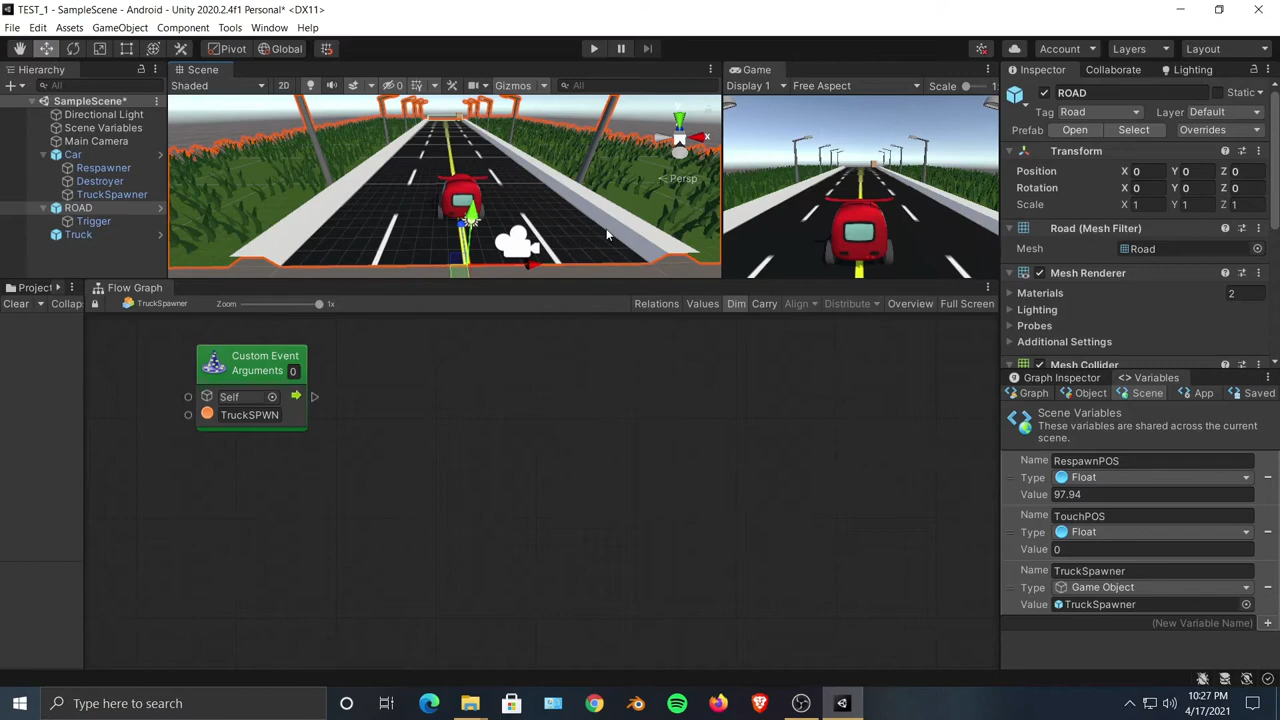 TEST_1 - SampleScene - Android - Unity 2020.2.4f1 Personal* <DX11>
File Edit Assets GameObject Component Tools Window Help
Pivot Global Account Layers Layout
Hierarchy Scene Game Inspector Collaborate Lighting
All Shaded 2D 0 Gizmos All Display 1 Free Aspect Scale 1
SampleScene*
Directional Light
Scene Variables
Main Camera
Car
Respawner
Destroyer
TruckSpawner
ROAD
Trigger
Truck
y
x
Persp
ROAD Static
Tag Road Layer Default
Prefab Open Select Overrides
Transform
Position X 0 Y 0 Z 0
Rotation X 0 Y 0 Z 0
Scale X 1 Y 1 Z 1
Road (Mesh Filter)
Mesh Road
Mesh Renderer
Materials 2
Lighting
Probes
Additional Settings
Mesh Collider
Project Flow Graph
Clear Collaps TruckSpawner Zoom 1x Relations Values Dim Carry Align Distribute Overview Full Screen
Custom Event
Arguments 0
Self
TruckSPWN
Graph Inspector <> Variables
Graph Object Scene App Saved
Scene Variables
These variables are shared across the current
scene.
Name RespawnPOS
Type Float
Value 97.94
Name TouchPOS
Type Float
Value 0
Name TruckSpawner
Type Game Object
Value TruckSpawner
(New Variable Name)
Type here to search
10:27 PM
4/17/2021